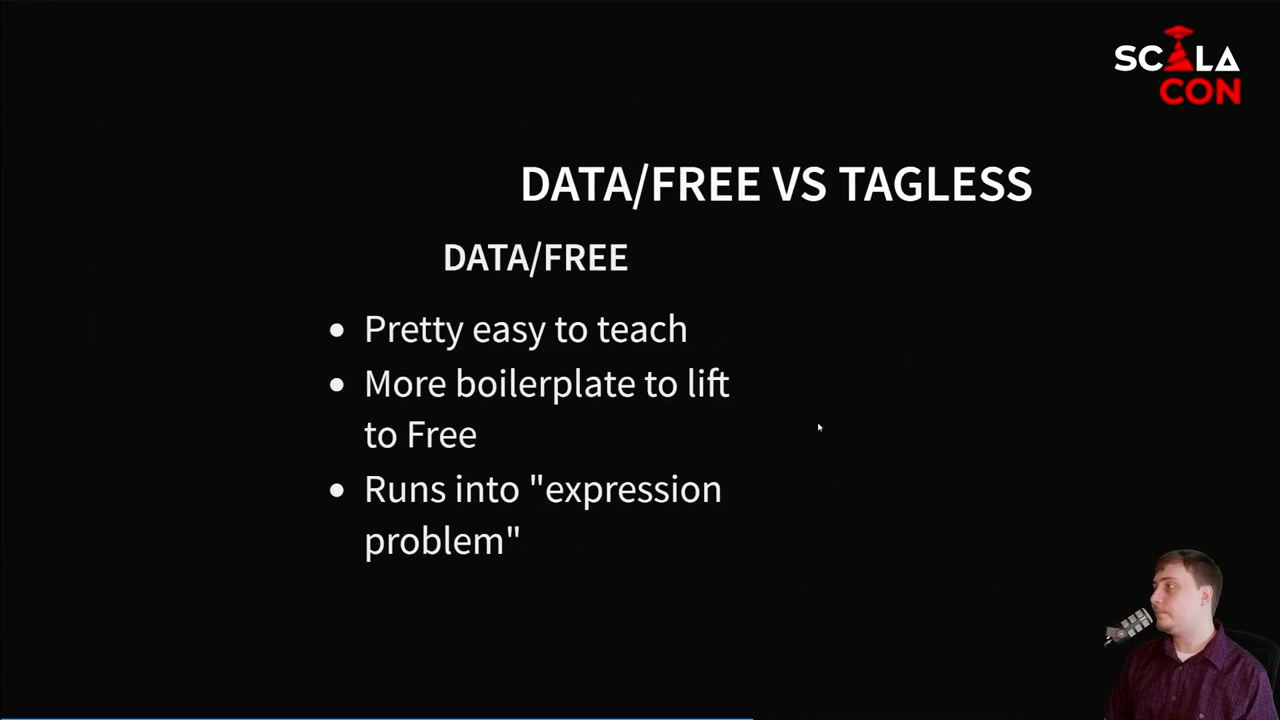 SCALA
CON
DATA/FREE VS TAGLESS
DATA/FREE
• Pretty easy to teach
• More boilerplate to lift
to Free
• Runs into "expression
problem"